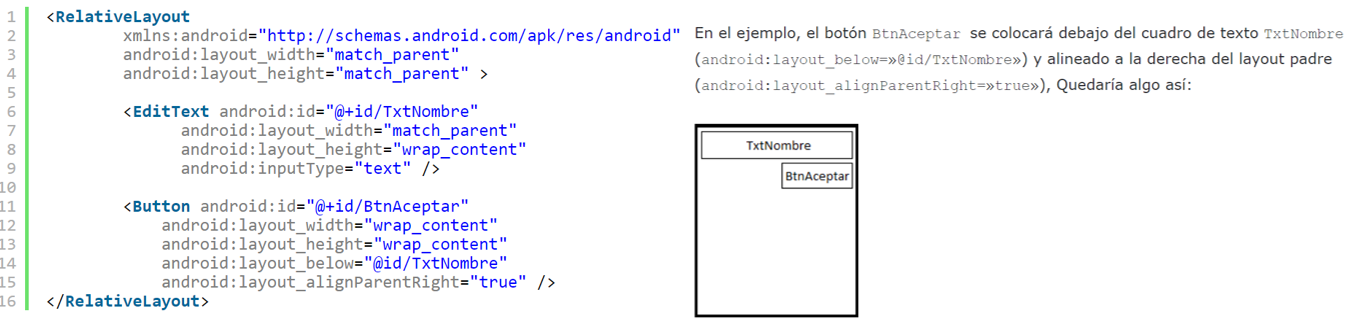 1 <RelativeLayout
2 xmlns:android="http://schemas.android.com/apk/res/android"
3 android:layout_width="match_parent"
4 android:layout_height="match_parent" >
5
6 <EditText android:id="@+id/TxtNombre"
7 android:layout_width="match_parent"
8 android:layout_height="wrap_content"
9 android:inputType="text" />
10
11 <Button android:id="@+id/BtnAceptar"
12 android:layout_width="wrap_content"
13 android:layout_height="wrap_content"
14 android:layout_below="@id/TxtNombre"
15 android:layout_alignParentRight="true" />
16 </RelativeLayout>
En el ejemplo, el botón BtnAceptar se colocará debajo del cuadro de texto TxtNombre
(android:layout_below=»@id/TxtNombre») y alineado a la derecha del layout padre
(android:layout_alignParentRight=»true»), Quedaría algo así:
TxtNombre
BtnAceptar